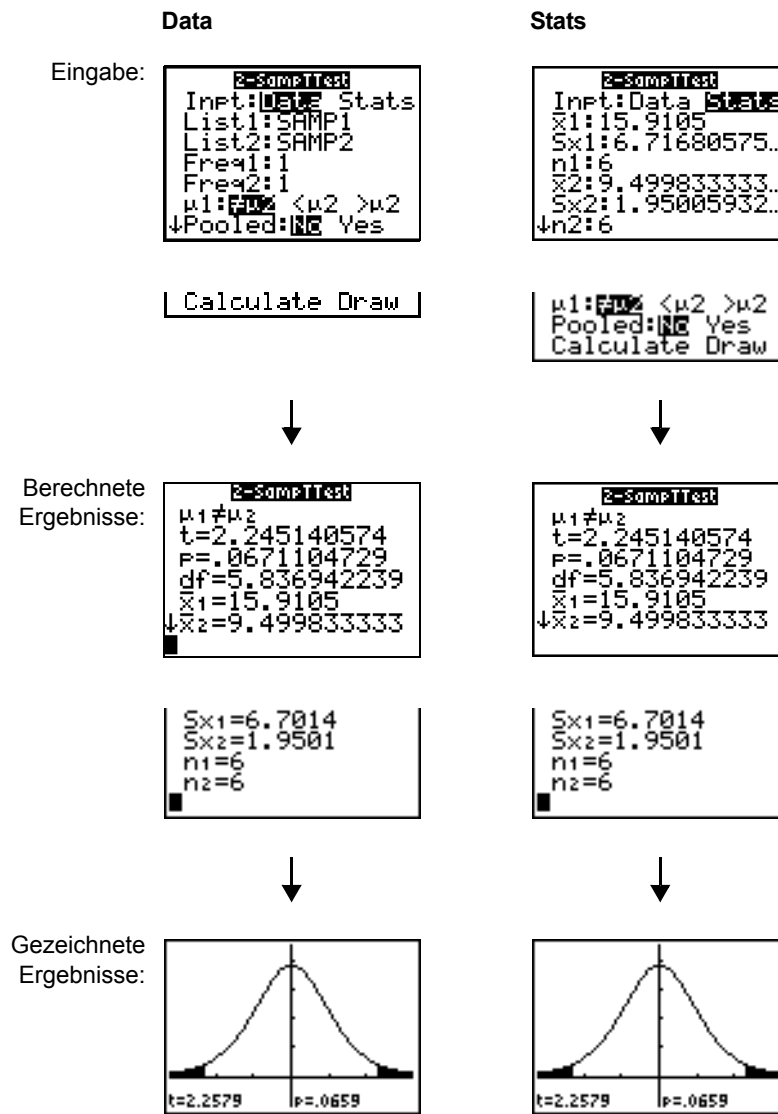 Data
Stats
Eingabe:
2-SampTTest
Inpt:Data Stats
List1:SAMP1
List2:SAMP2
Freq1:1
Freq2:1
μ1:≠μ2 <μ2 >μ2
↓Pooled:No Yes
Calculate Draw
2-SampTTest
Inpt:Data Stats
x̄1:15.9105
Sx1:6.71680575…
n1:6
x̄2:9.499833333…
Sx2:1.95005932…
↓n2:6
μ1:≠μ2 <μ2 >μ2
Pooled:No Yes
Calculate Draw
Berechnete
Ergebnisse:
2-SampTTest
μ1≠μ2
t=2.245140574
p=.0671104729
df=5.836942239
x̄1=15.9105
↓x̄2=9.499833333
Sx1=6.7014
Sx2=1.9501
n1=6
n2=6
2-SampTTest
μ1≠μ2
t=2.245140574
p=.0671104729
df=5.836942239
x̄1=15.9105
↓x̄2=9.499833333
Sx1=6.7014
Sx2=1.9501
n1=6
n2=6
Gezeichnete
Ergebnisse:
t=2.2579 p=.0659
t=2.2579 p=.0659